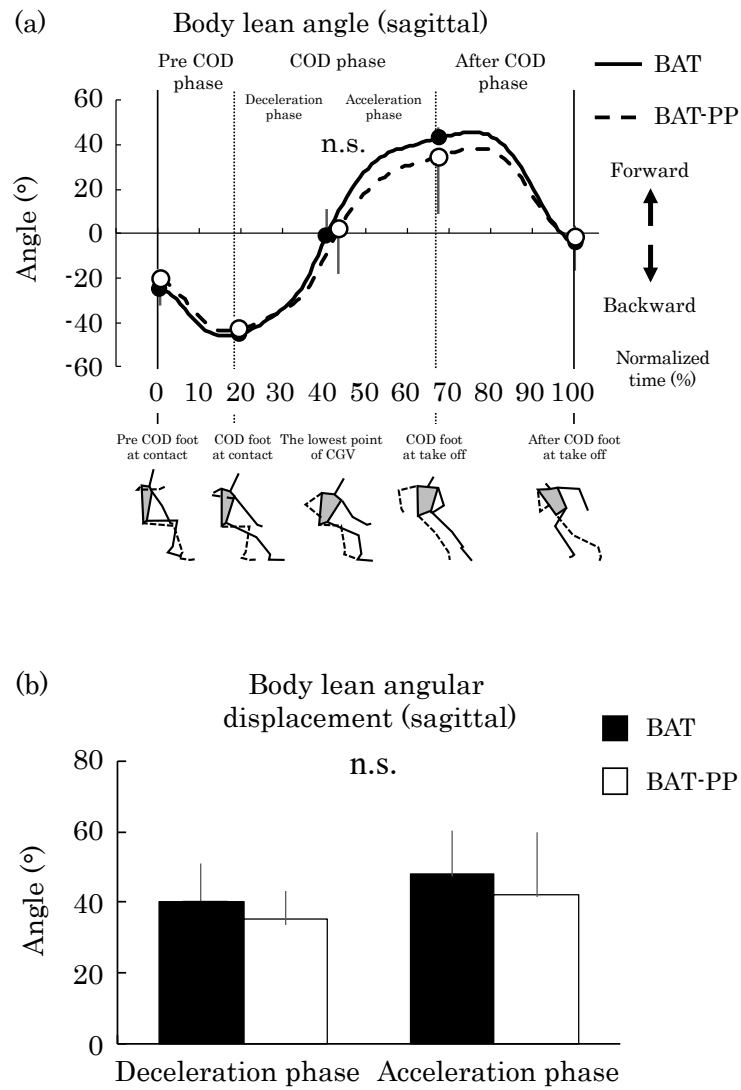 (a)
Body lean angle (sagittal)
Pre COD
phase
COD phase
After COD
phase
BAT
BAT-PP
Deceleration
phase
Acceleration
phase
n.s.
Forward
Backward
Angle (°)
60
40
20
0
-20
-40
-60
0 10 20 30 40 50 60 70 80 90 100
Normalized
time (%)
Pre COD foot
at contact
COD foot
at contact
The lowest point
of CGV
COD foot
at take off
After COD foot
at take off
(b)
Body lean angular
displacement (sagittal)
n.s.
BAT
BAT-PP
Angle (°)
80
60
40
20
0
Deceleration phase Acceleration phase